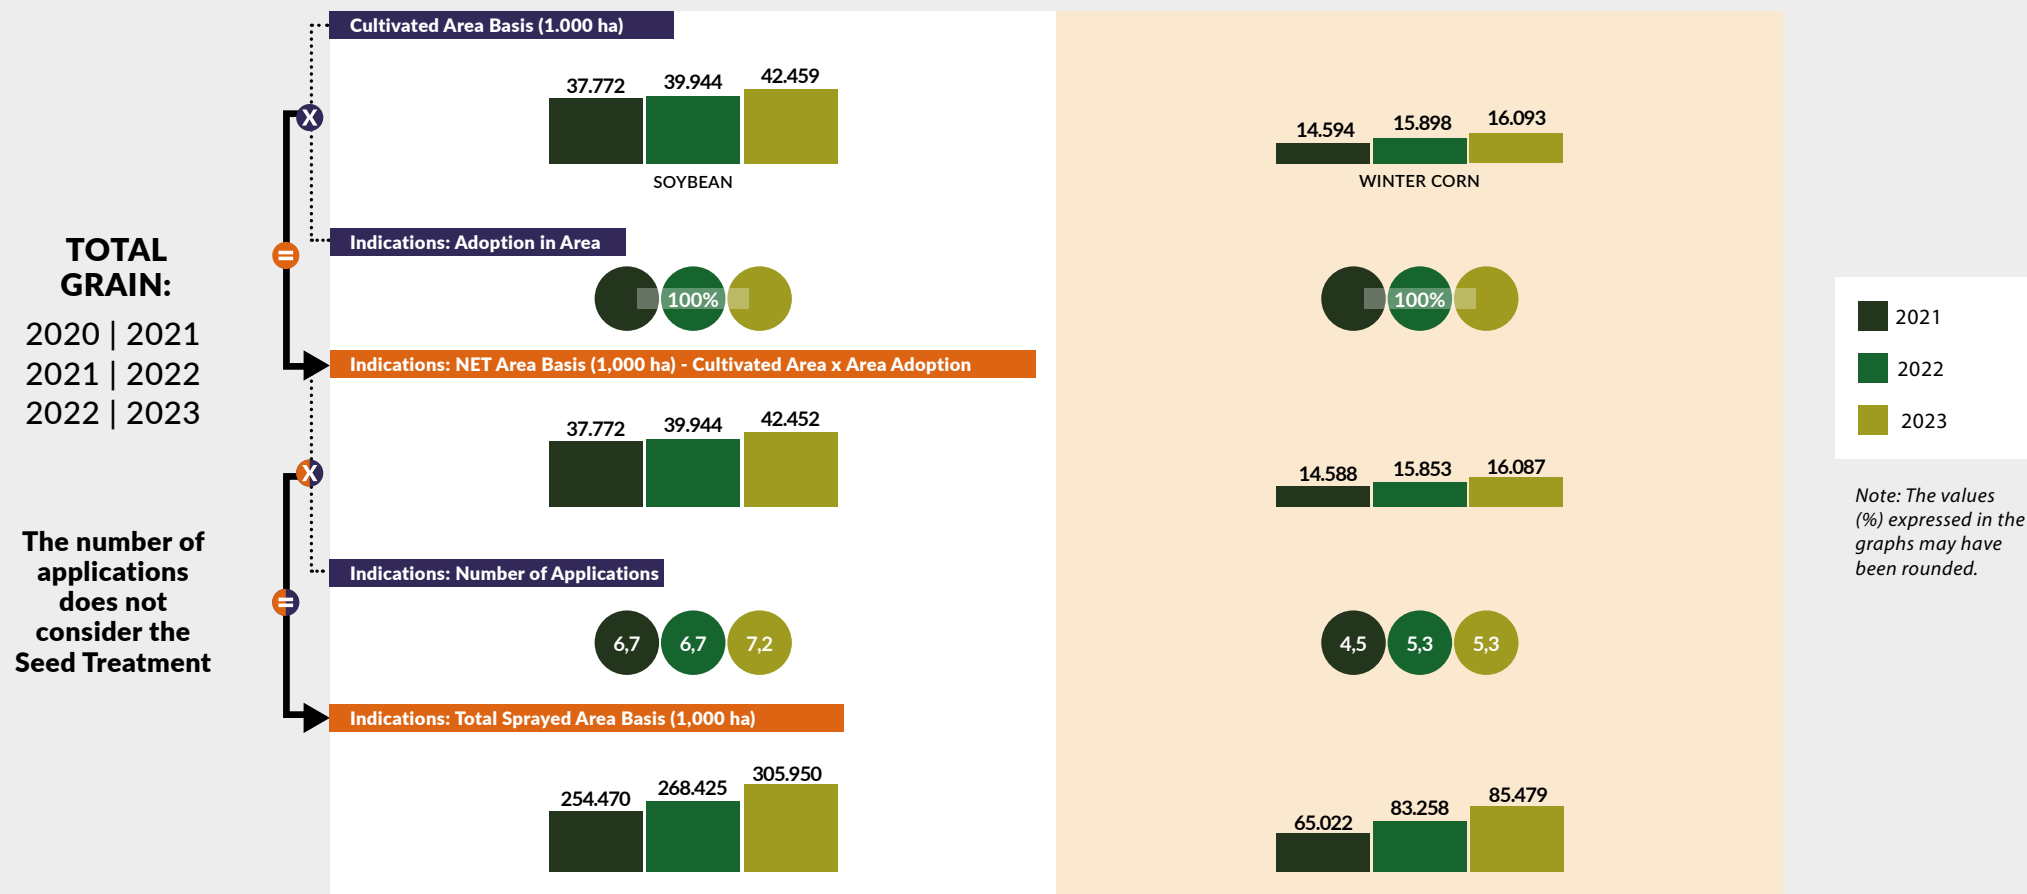 Cultivated Area Basis (1.000 ha)
37.772
39.944
42.459
SOYBEAN
14.594
15.898
16.093
WINTER CORN
X
=
TOTAL
GRAIN:
2020 | 2021
2021 | 2022
2022 | 2023
Indications: Adoption in Area
100%
100%
Indications: NET Area Basis (1,000 ha) - Cultivated Area x Area Adoption
37.772
39.944
42.452
14.588
15.853
16.087
X
=
The number of
applications
does not
consider the
Seed Treatment
Indications: Number of Applications
6,7
6,7
7,2
4,5
5,3
5,3
Indications: Total Sprayed Area Basis (1,000 ha)
254.470
268.425
305.950
65.022
83.258
85.479
2021
2022
2023
Note: The values
(%) expressed in the
graphs may have
been rounded.